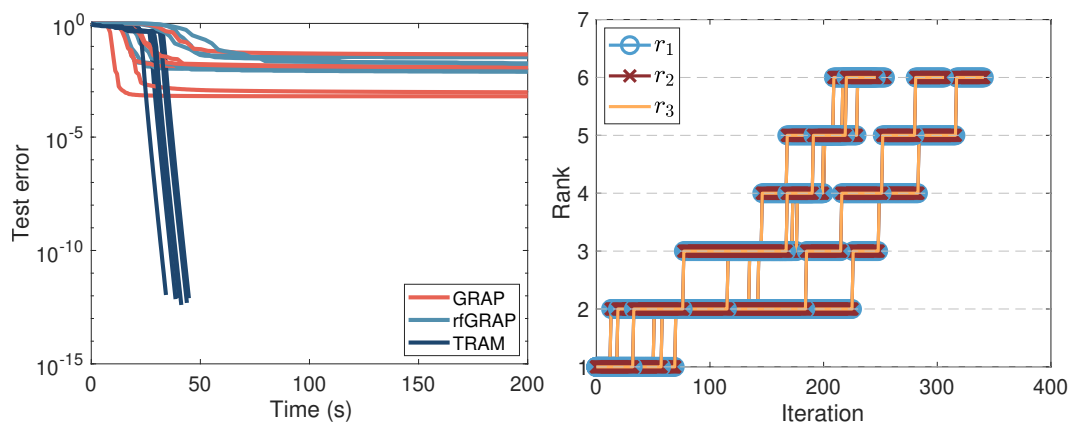 10^0
10^-5
10^-10
10^-15
Test error
0 50 100 150 200
Time (s)
GRAP
rfGRAP
TRAM
7
6
5
4
3
2
1
Rank
0 100 200 300 400
Iteration
r_1
r_2
r_3